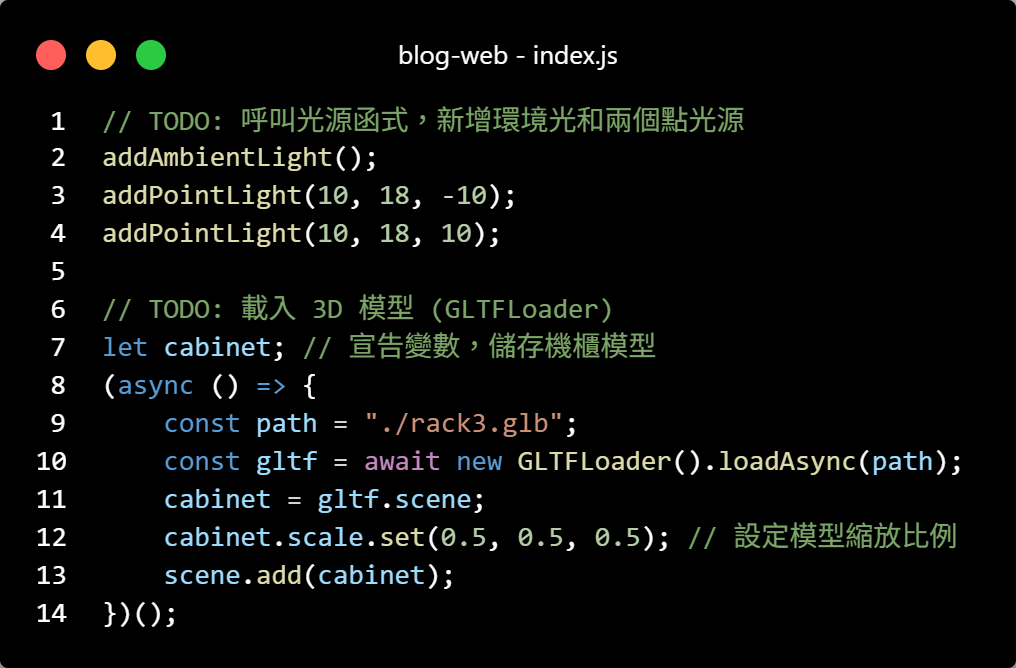 blog-web - index.js
1 // TODO: 呼叫光源函式，新增環境光和兩個點光源
2 addAmbientLight();
3 addPointLight(10, 18, -10);
4 addPointLight(10, 18, 10);
5
6 // TODO: 載入 3D 模型 (GLTFLoader)
7 let cabinet; // 宣告變數，儲存機櫃模型
8 (async () => {
9     const path = "./rack3.glb";
10     const gltf = await new GLTFLoader().loadAsync(path);
11     cabinet = gltf.scene;
12     cabinet.scale.set(0.5, 0.5, 0.5); // 設定模型縮放比例
13     scene.add(cabinet);
14 })();